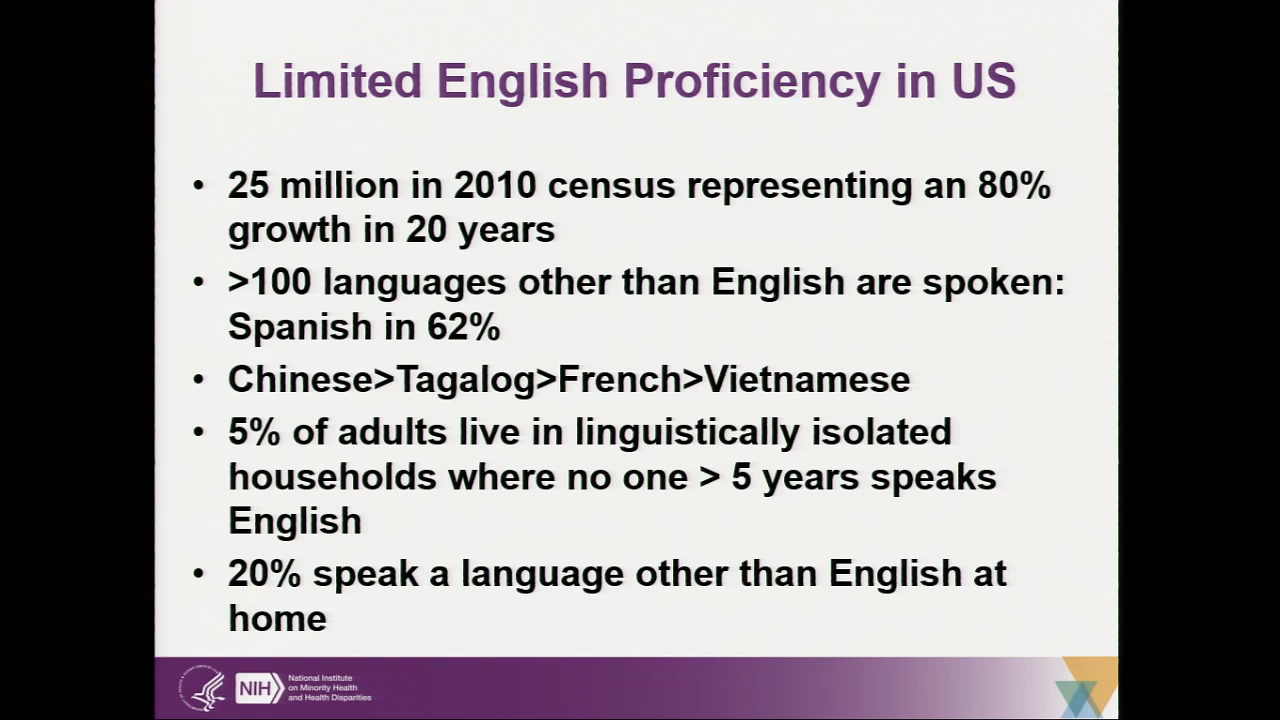 Limited English Proficiency in US
• 25 million in 2010 census representing an 80%
growth in 20 years
• >100 languages other than English are spoken:
Spanish in 62%
• Chinese>Tagalog>French>Vietnamese
• 5% of adults live in linguistically isolated
households where no one > 5 years speaks
English
• 20% speak a language other than English at
home
NIH
National Institute
on Minority Health
and Health Disparities